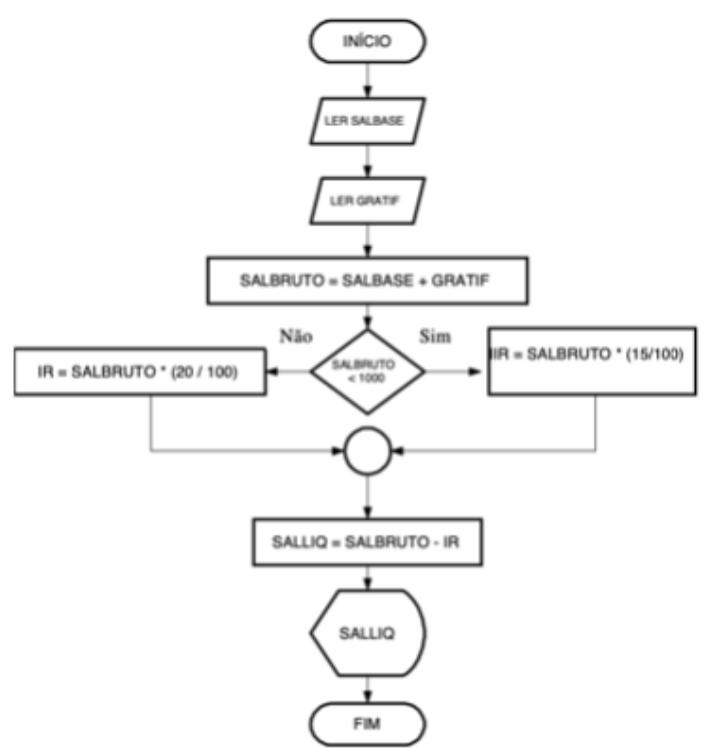 INÍCIO
LER SALBASE
LER GRATIF
SALBRUTO = SALBASE + GRATIF
Não
Sim
IR = SALBRUTO * (20 / 100)
SALBRUTO
< 1000
IIR = SALBRUTO * (15/100)
SALLIQ = SALBRUTO - IR
SALLIQ
FIM